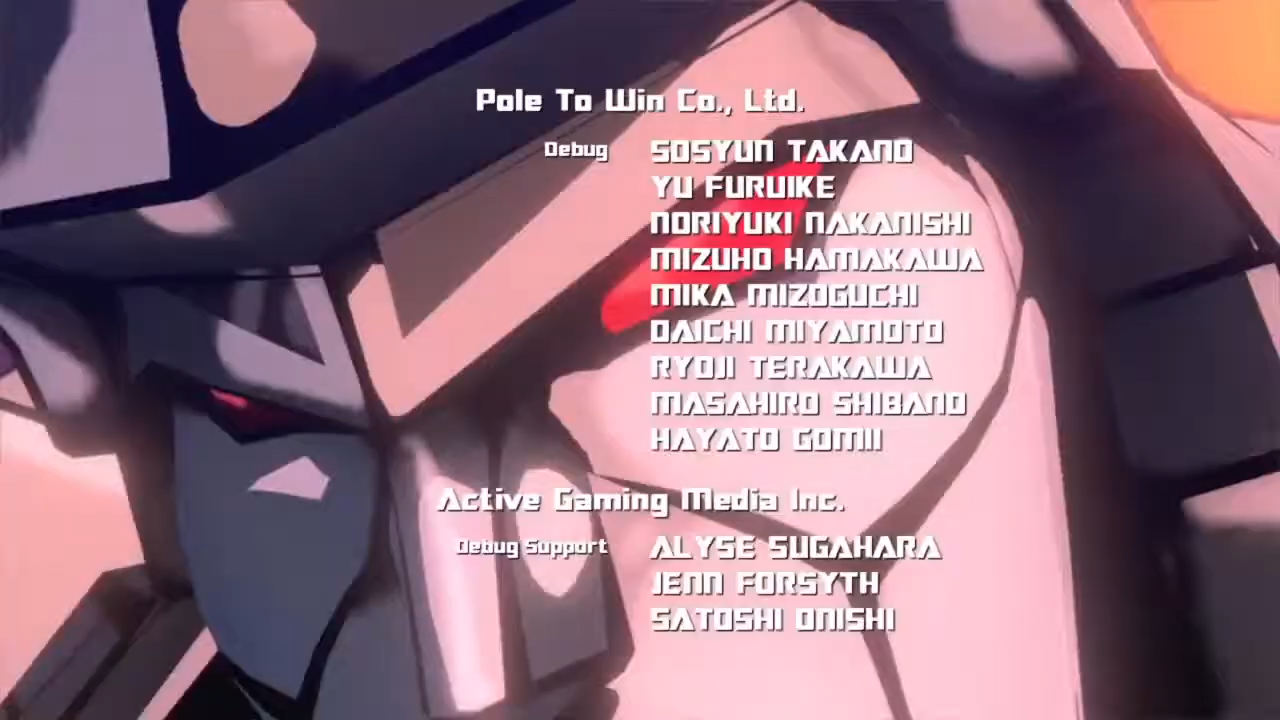 Pole To Win Co., Ltd.
Debug SOSYUN TAKANO
YU FURUIKE
NORIYUKI NAKANISHI
MIZUHO HAMAKAWA
MIKA MIZOGUCHI
DAICHI MIYAMOTO
RYOJI TERAKAWA
MASAHIRO SHIBANO
HAYATO GOMII
Active Gaming Media Inc.
Debug Support ALYSE SUGAHARA
JENN FORSYTH
SATOSHI ONISHI